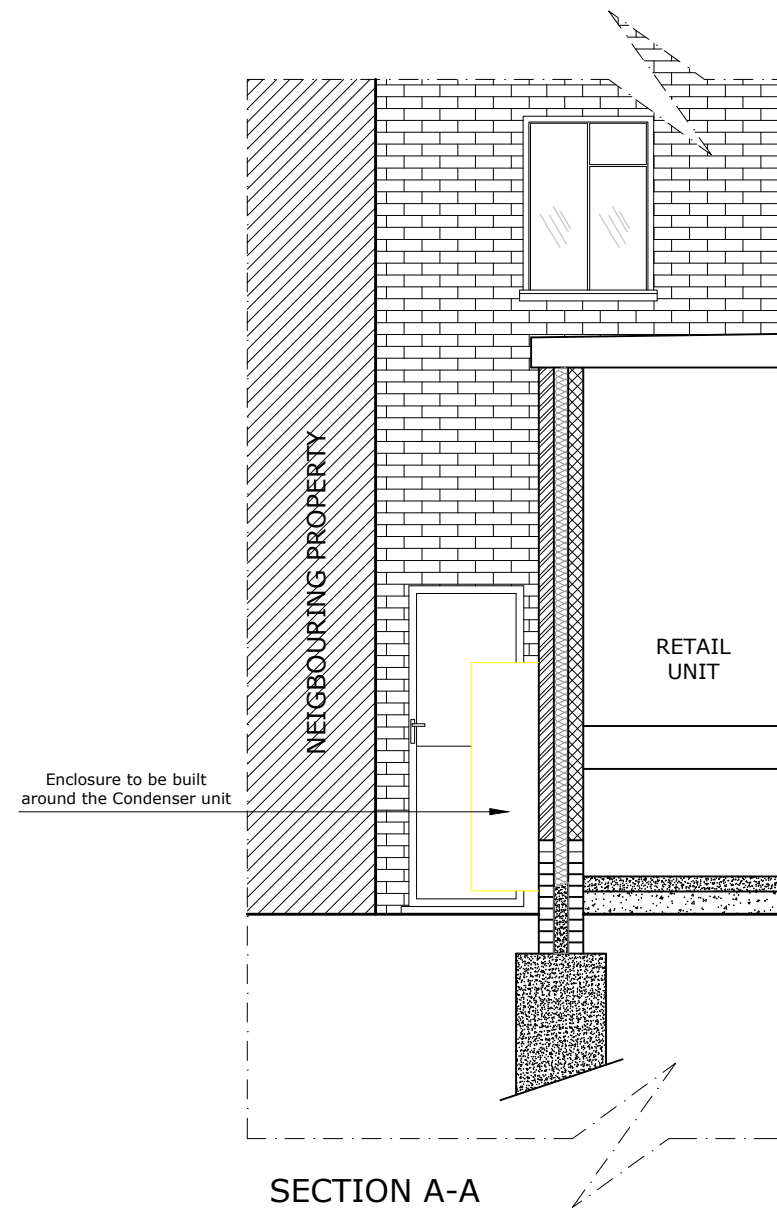 NEIGBOURING PROPERTY
RETAIL
UNIT
Enclosure to be built
around the Condenser unit
SECTION A-A